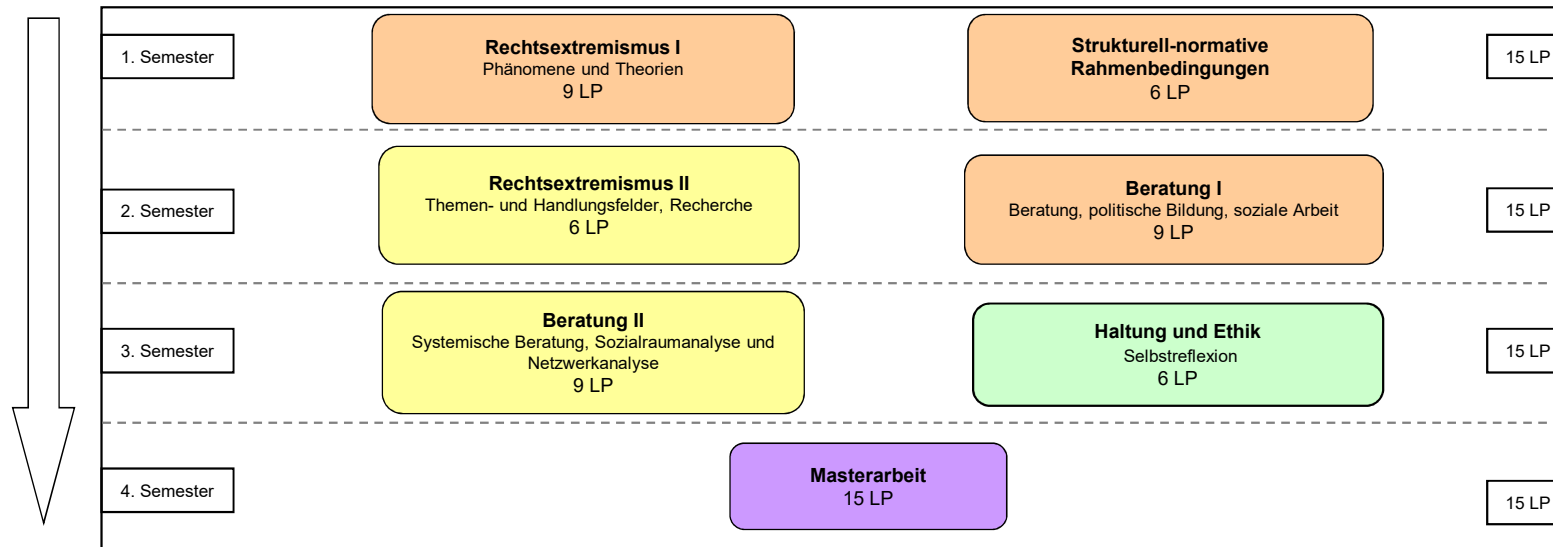 1. Semester
Rechtsextremismus I
Phänomene und Theorien
9 LP
Strukturell-normative
Rahmenbedingungen
6 LP
15 LP
2. Semester
Rechtsextremismus II
Themen- und Handlungsfelder, Recherche
6 LP
Beratung I
Beratung, politische Bildung, soziale Arbeit
9 LP
15 LP
3. Semester
Beratung II
Systemische Beratung, Sozialraumanalyse und
Netzwerkanalyse
9 LP
Haltung und Ethik
Selbstreflexion
6 LP
15 LP
4. Semester
Masterarbeit
15 LP
15 LP